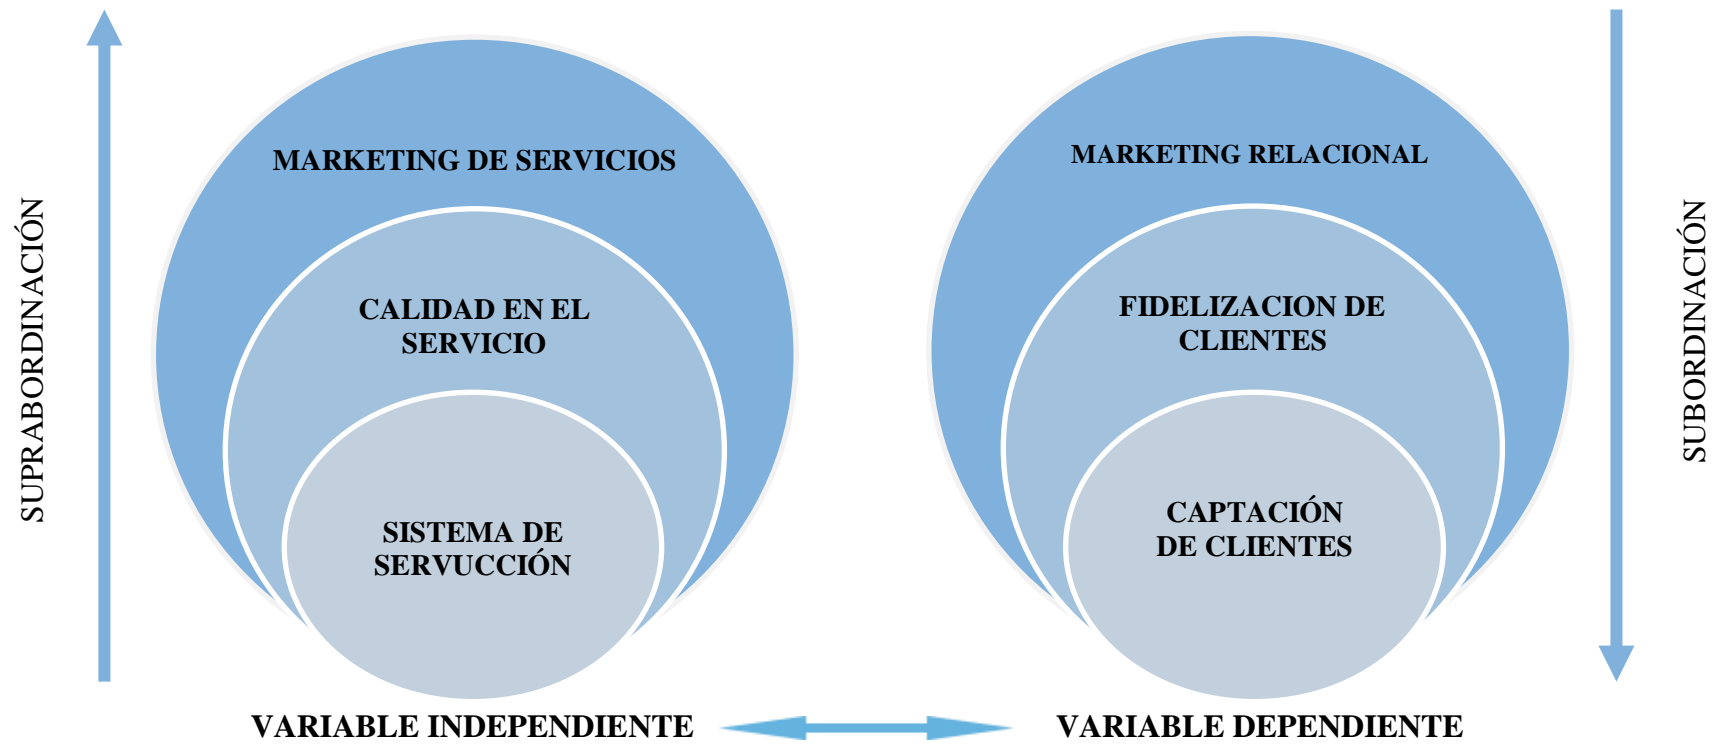 SUPRABORDINACIÓN
MARKETING DE SERVICIOS
CALIDAD EN EL
SERVICIO
SISTEMA DE
SERVUCCIÓN
VARIABLE INDEPENDIENTE
MARKETING RELACIONAL
FIDELIZACION DE
CLIENTES
CAPTACIÓN
DE CLIENTES
VARIABLE DEPENDIENTE
SUBORDINACIÓN